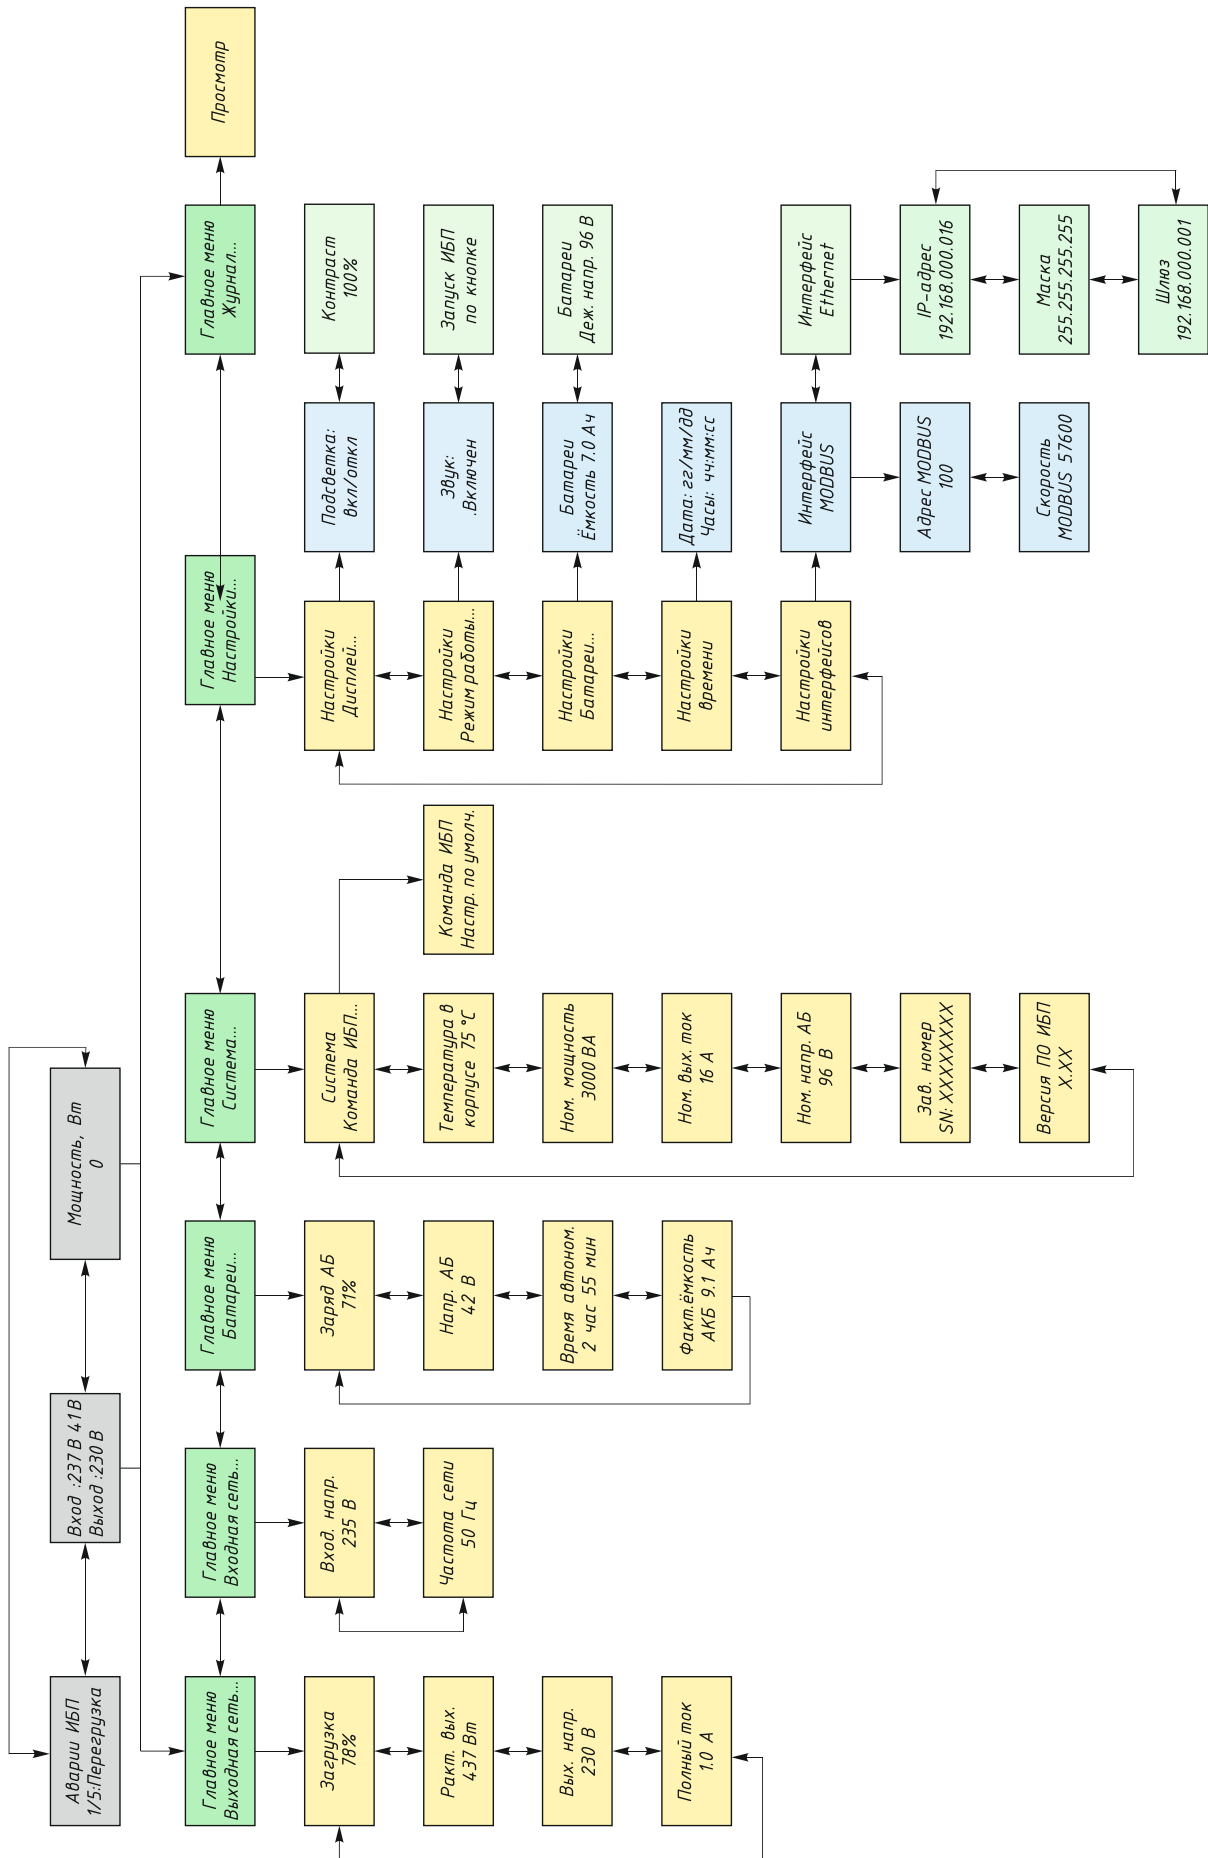 Аварии ИБП
1/5:Перегрузка
Вход :237 В 41 В
Выход :230 В
Мощность, Вт
0
Главное меню
Выходная сеть...
Главное меню
Входная сеть...
Главное меню
Батареи...
Главное меню
Система...
Главное меню
Настройки...
Главное меню
Журнал...
Просмотр
Загрузка
78%
Ракт. вых.
437 Вт
Вых. напр.
230 В
Полный ток
1.0 А
Вход. напр.
235 В
Частота сети
50 Гц
Заряд АБ
71%
Напр. АБ
42 В
Время автоном.
2 час 55 мин
Факт.ёмкость
АКБ 9.1 Ач
Система
Команда ИБП...
Температура в
корпусе 75 °С
Ном. мощность
3000 ВА
Ном. вых. ток
16 А
Ном. напр. АБ
96 В
Зав. номер
SN: XXXXXXXX
Версия ПО ИБП
X.XX
Команда ИБП
Настр. по умолч.
Настройки
Дисплей...
Настройки
Режим работы...
Настройки
Батареи...
Настройки
времени
Настройки
интерфейсов
Подсветка:
вкл/откл
Звук:
.Включен
Батареи
Ёмкость 7.0 Ач
Дата: гг/мм/дд
Часы: чч:мм:сс
Интерфейс
MODBUS
Адрес MODBUS
100
Скорость
MODBUS 57600
Контраст
100%
Запуск ИБП
по кнопке
Батареи
Деж. напр. 96 В
Интерфейс
Ethernet
IP-адрес
192.168.000.016
Маска
255.255.255.255
Шлюз
192.168.000.001